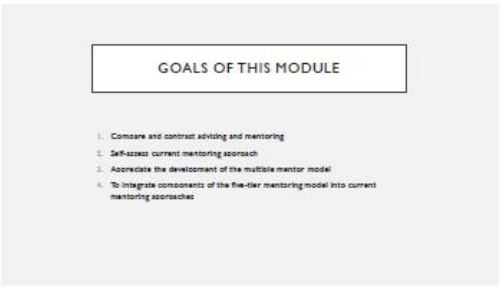 GOALS OF THIS MODULE
1. Compare and contrast advising and mentoring
2. Self-assess current mentoring approach
3. Appreciate the development of the multiple mentor model
4. To integrate components of the five-tier mentoring model into current
mentoring approaches